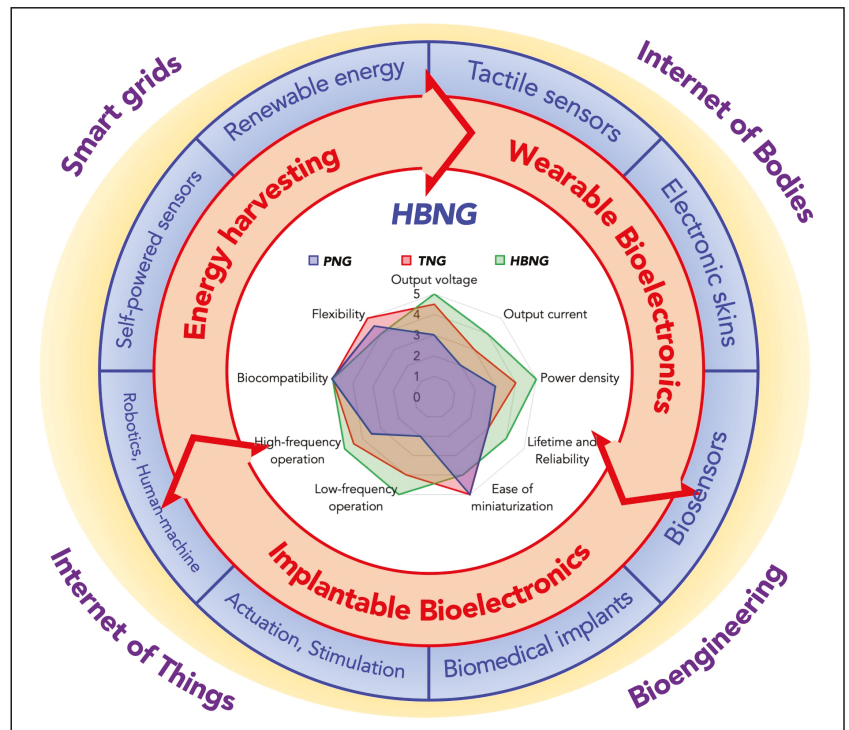 Smart grids
Internet of Bodies
Renewable energy
Tactile sensors
Self-powered sensors
Electronic skins
Energy harvesting
Wearable Bioelectronics
HBNG
PNG
TNG
HBNG
Output voltage
5
4
3
2
1
0
Flexibility
Output current
Biocompatibility
Power density
High-frequency
operation
Lifetime and
Reliability
Low-frequency
operation
Ease of
miniaturization
Robotics, Human-machine
Biosensors
Implantable Bioelectronics
Actuation, Stimulation
Biomedical implants
Internet of Things
Bioengineering